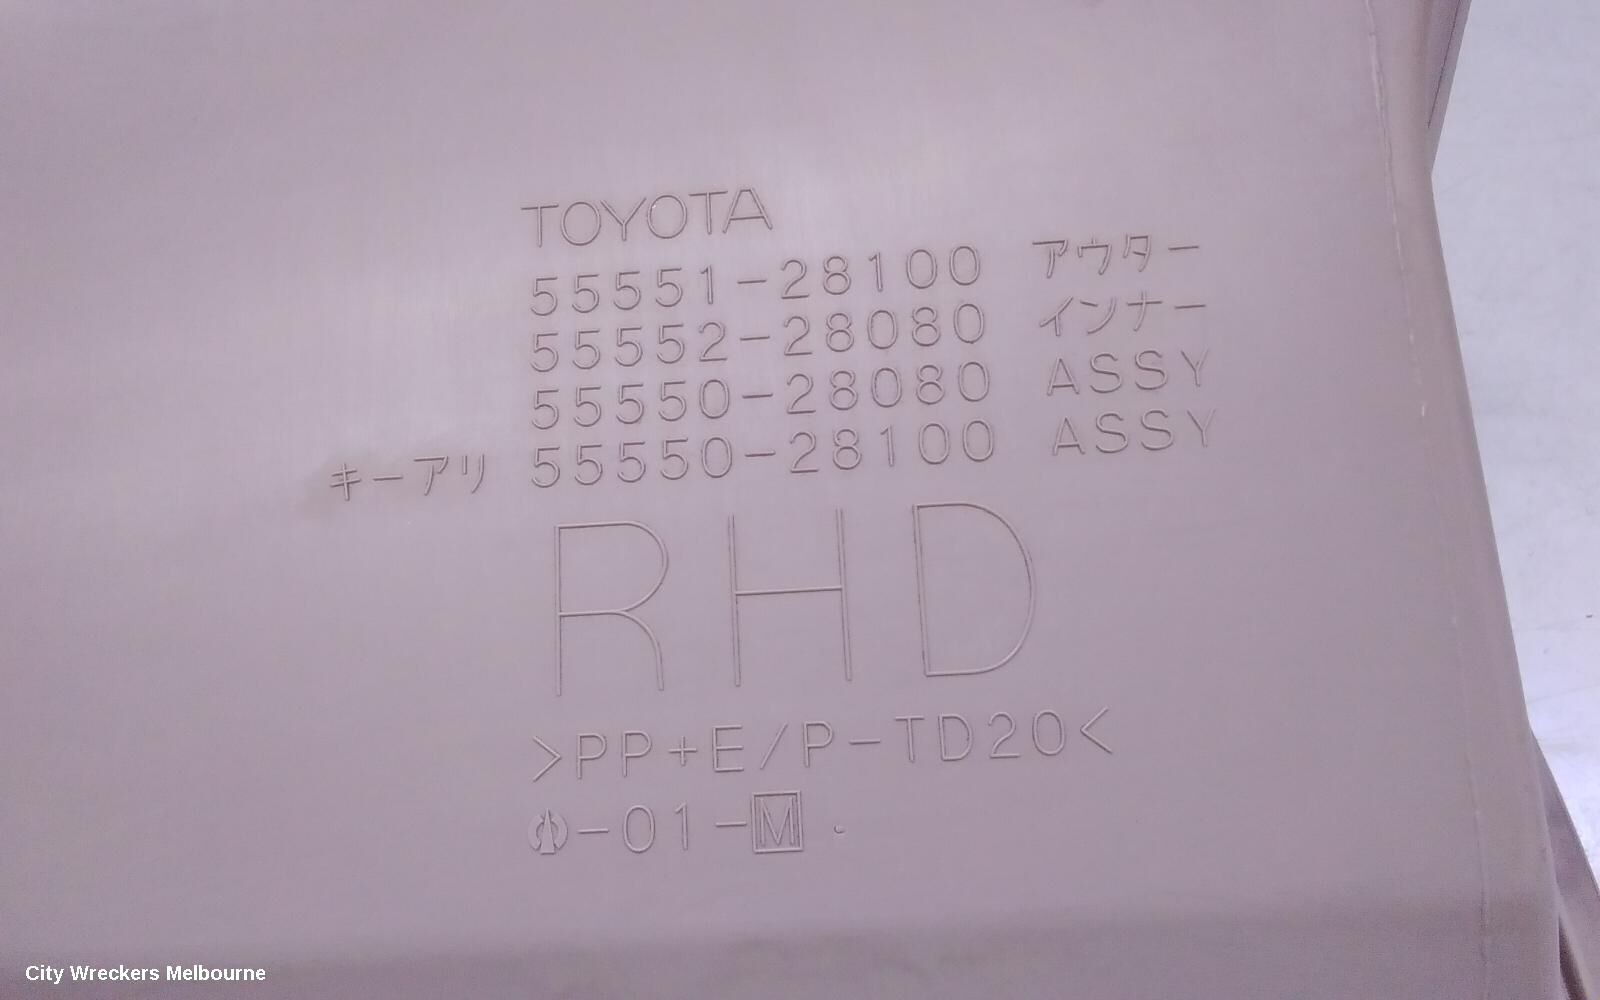 TOYOTA
55551-28100 アウター
55552-28080 インナー
55550-28080 ASSY
キーアリ 55550-28100 ASSY
RHD
>PP+E/P-TD20<
-01-M
City Wreckers Melbourne